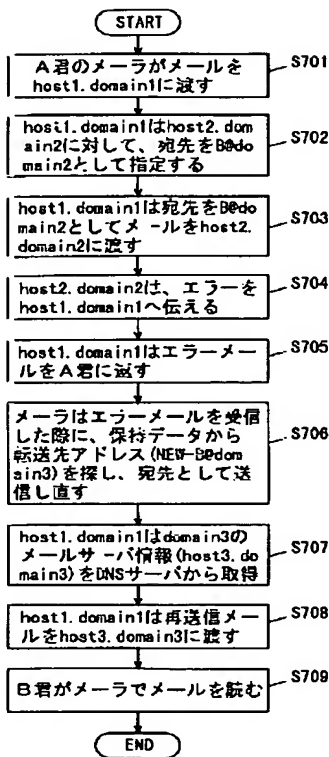 START
A君のメーラがメールを
host1.domain1に渡す
S701
host1.domain1はhost2.dom
ain2に対して、宛先をB@do
main2として指定する
S702
host1.domain1は宛先をB@do
main2としてメールをhost2.
domain2に渡す
S703
host2.domain2は、エラーを
host1.domain1へ伝える
S704
host1.domain1はエラーメー
ルをA君に返す
S705
メーラはエラーメールを受信
した際に、保持データから
転送先アドレス(NEW-B@dom
ain3)を探し、宛先として送
信し直す
S706
host1.domain1はdomain3の
メールサーバ情報(host3.do
main3)をDNSサーバから取得
S707
host1.domain1は再送信メー
ルをhost3.domain3に渡す
S708
B君がメーラでメールを読む
S709
END